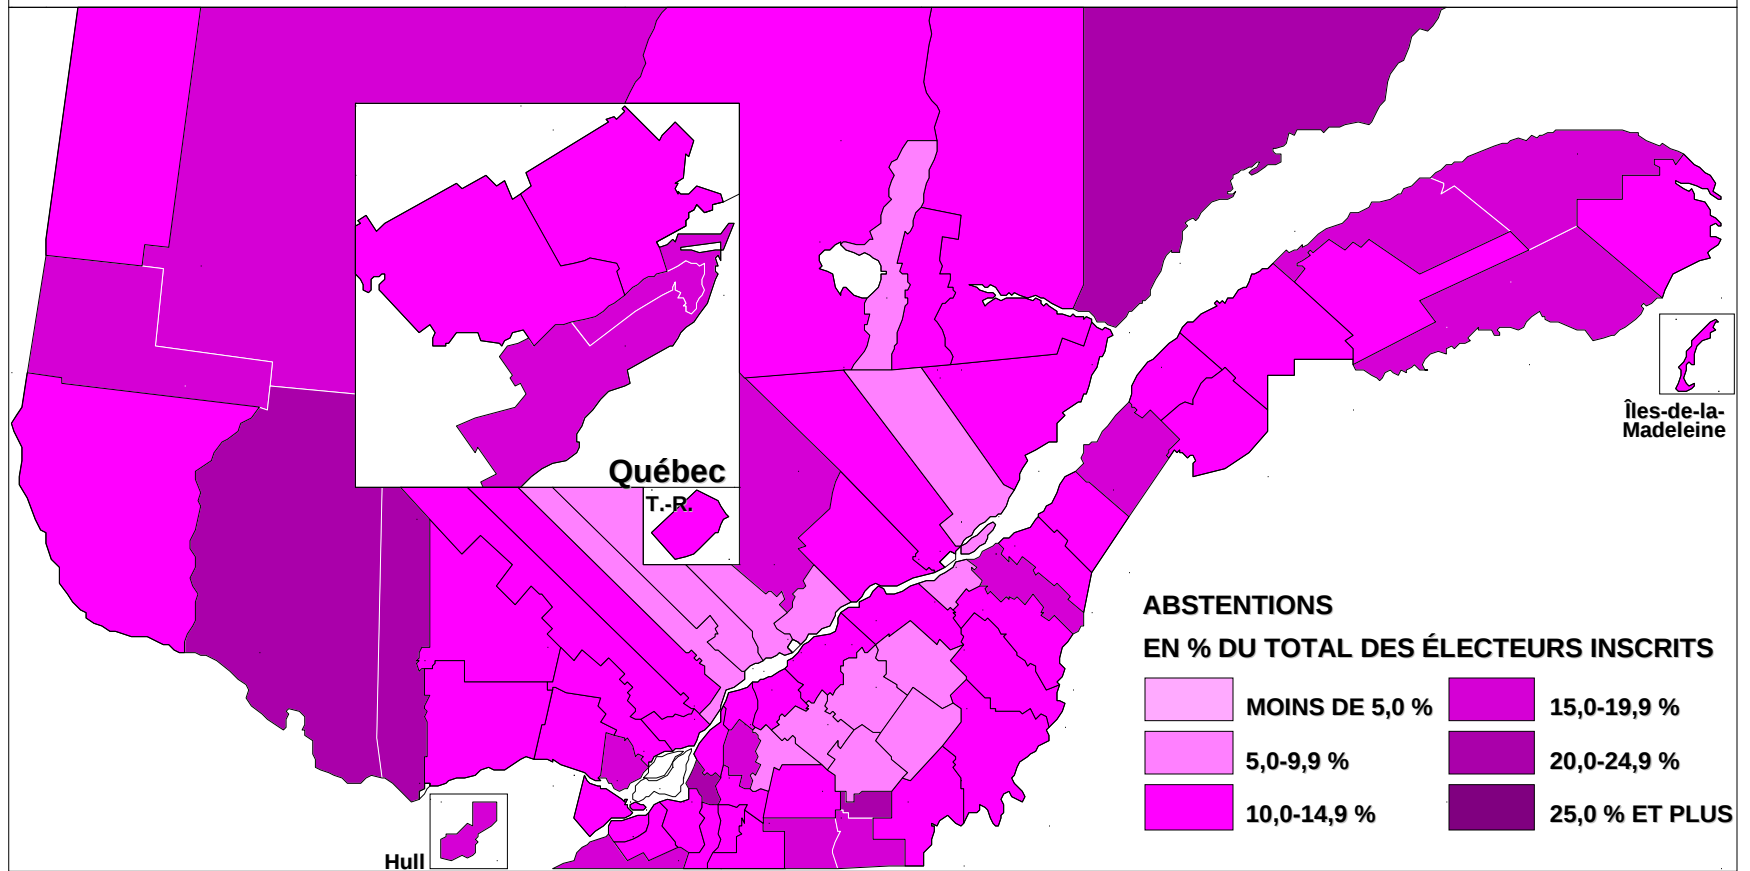 Québec
T.-R.
Îles-de-la-
Madeleine
Hull
ABSTENTIONS
EN % DU TOTAL DES ÉLECTEURS INSCRITS
MOINS DE 5,0 %
5,0-9,9 %
10,0-14,9 %
15,0-19,9 %
20,0-24,9 %
25,0 % ET PLUS